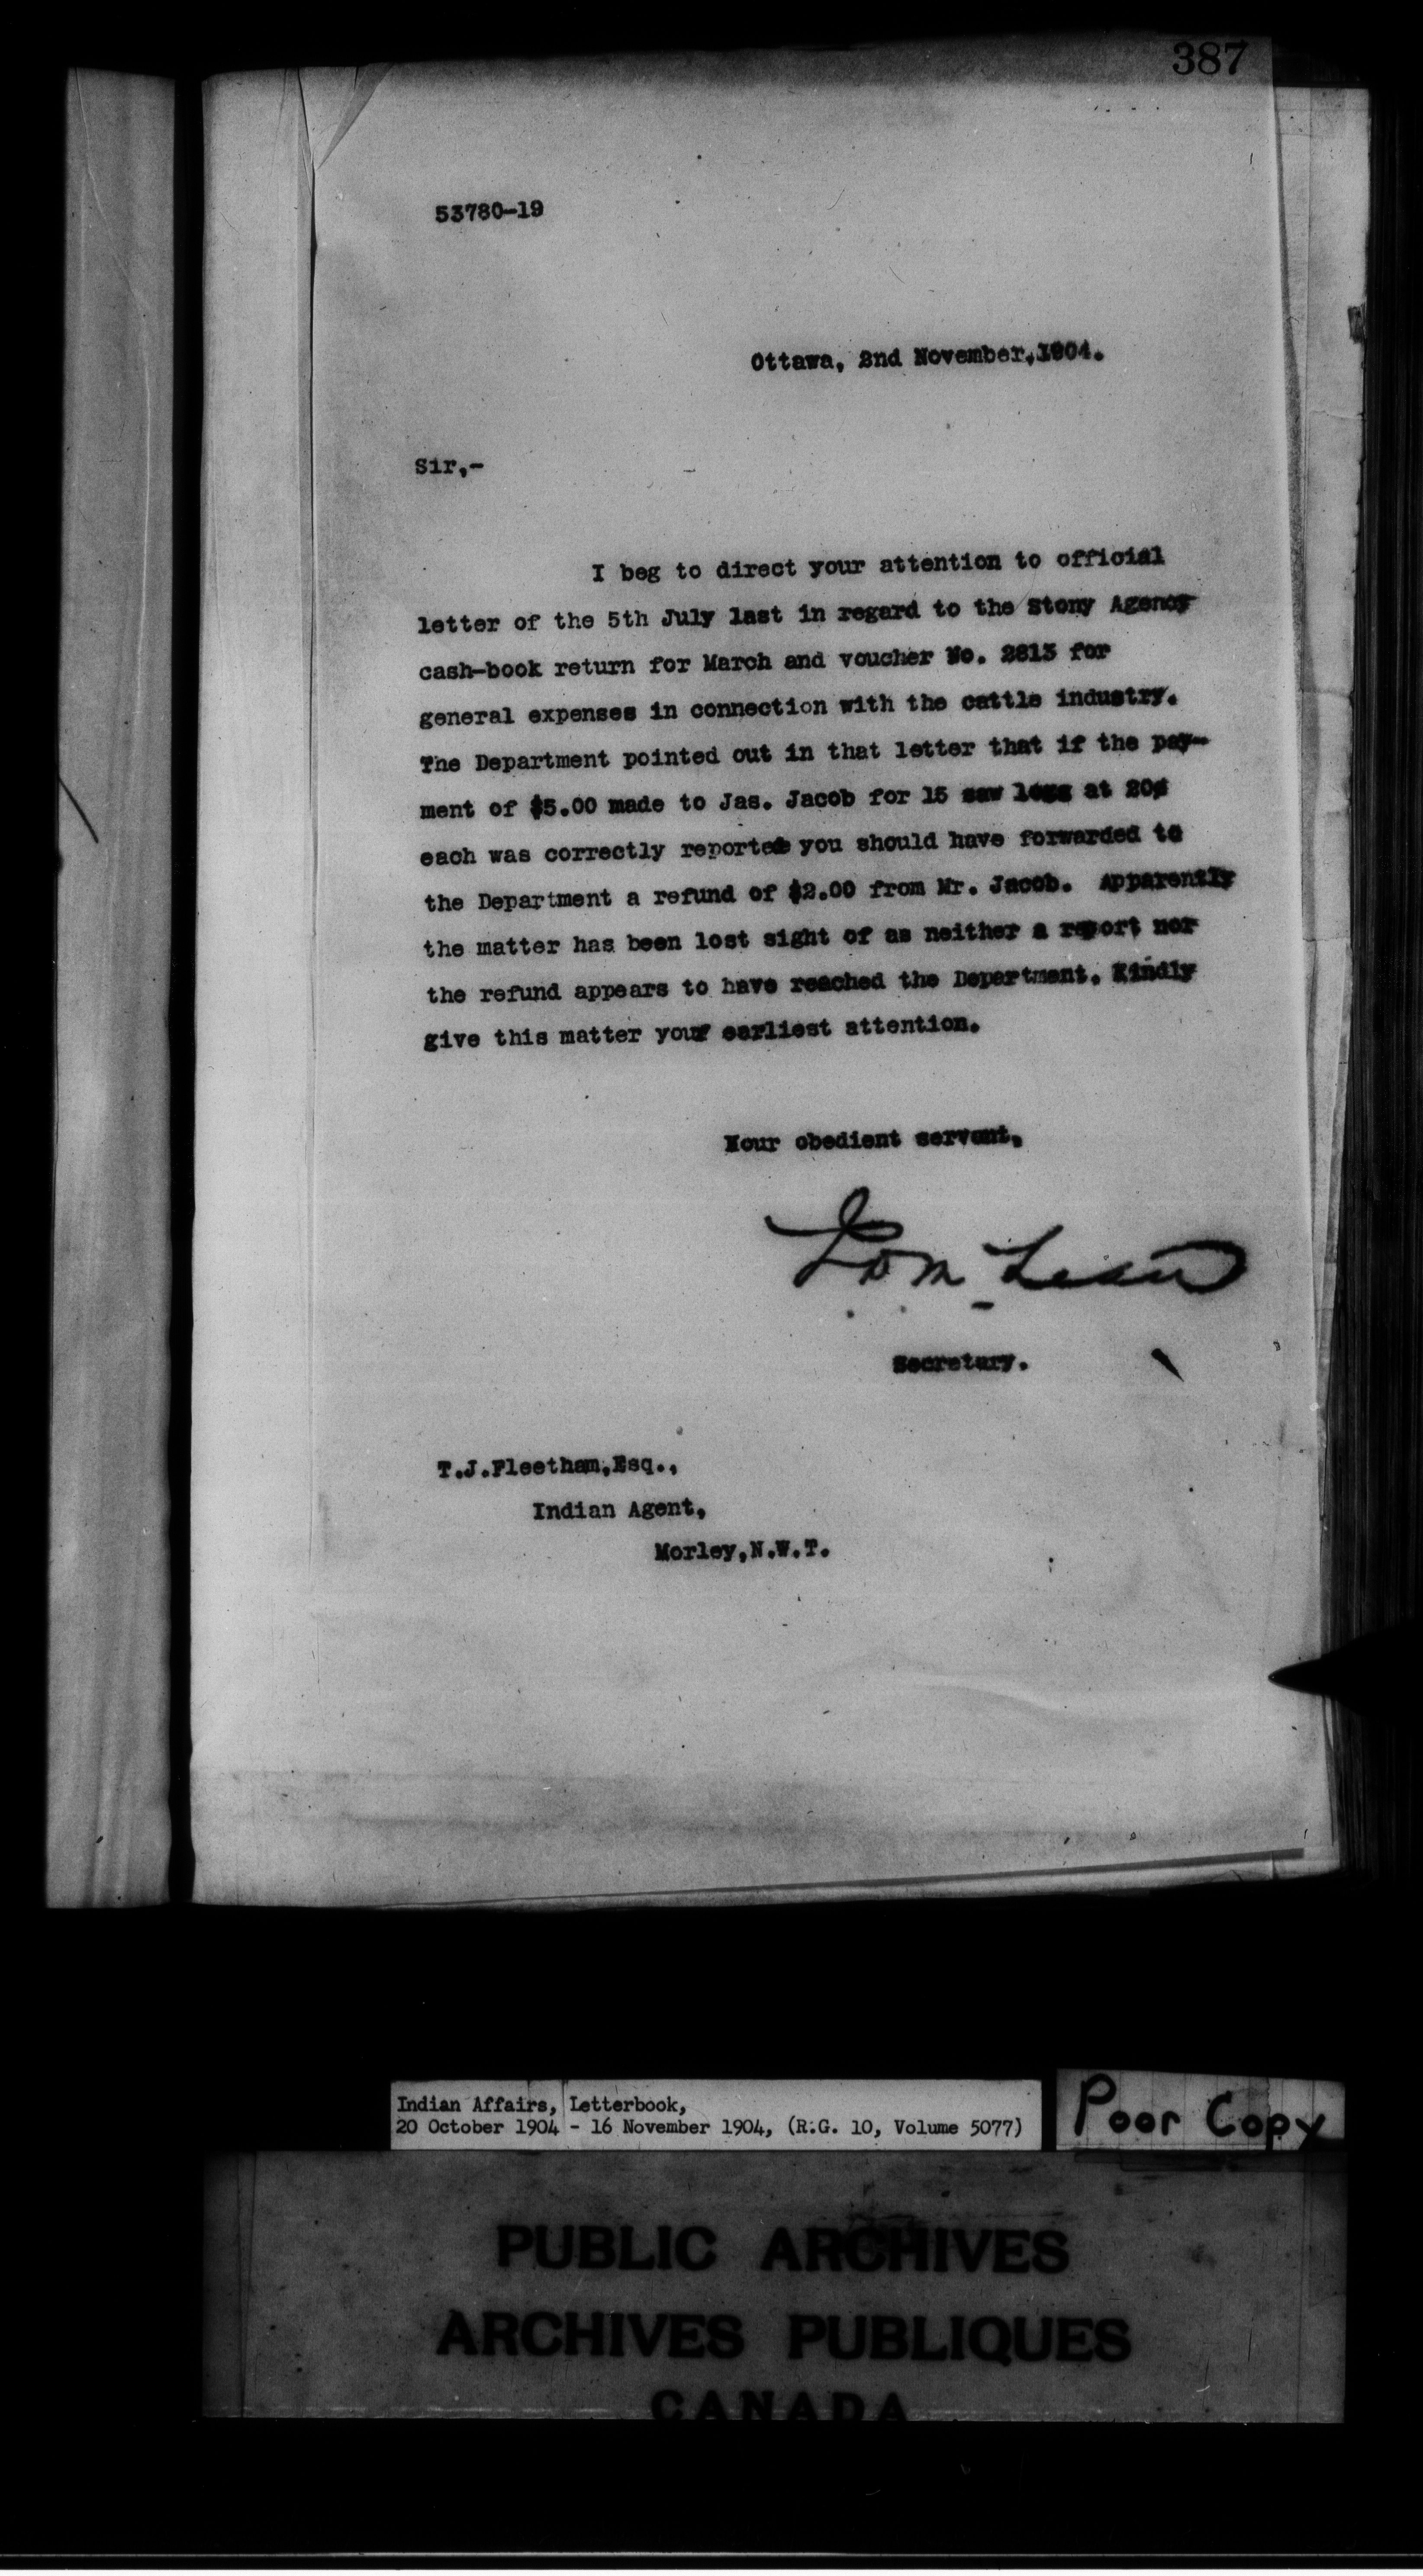 387
53780-19
Ottawa, 2nd November,1904.
Sir,-
I beg to direct your attention to official
letter of the 5th July last in regard to the Stony Agency
cash-book return for March and voucher No. 2813 for
general expenses in connection with the cattle industry.
The Department pointed out in that letter that if the pay-
ment of $5.00 made to Jas. Jacob for 15 saw logs at 20¢
each was correctly reported you should have forwarded to
the Department a refund of $2.00 from Mr. Jacob. Apparently
the matter has been lost sight of as neither a report nor
the refund appears to have reached the Department. Kindly
give this matter your earliest attention.
Your obedient servant,
Secretary.
T.J.Fleetham,Esq.,
Indian Agent,
Morley,N.W.T.
Indian Affairs, Letterbook,
20 October 1904 - 16 November 1904, (R.G. 10, Volume 5077)
Poor Copy
PUBLIC ARCHIVES
ARCHIVES PUBLIQUES
CANADA